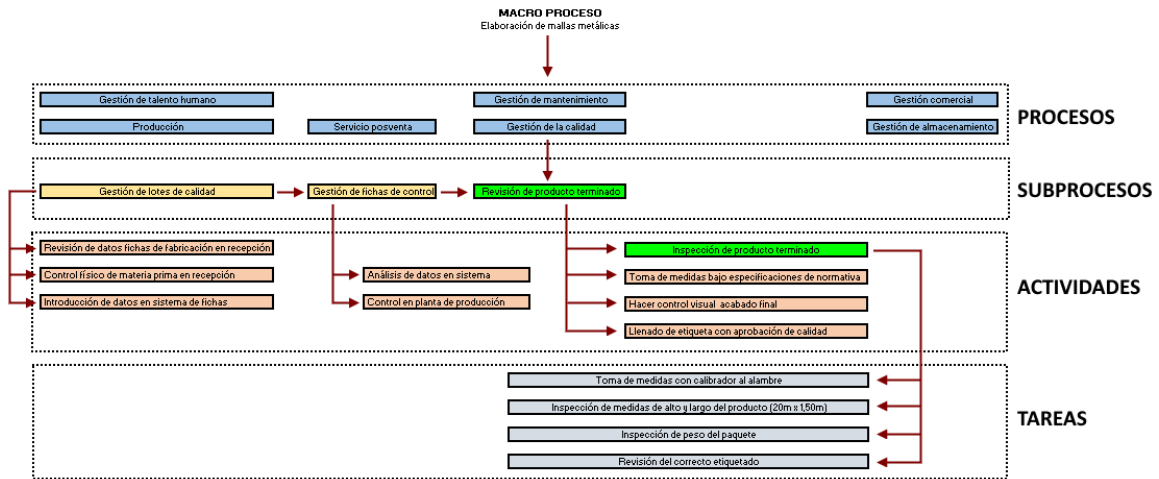 MACRO PROCESO
Elaboración de mallas metálicas
Gestión de talento humano
Gestión de mantenimiento
Gestión comercial
Producción
Servicio posventa
Gestión de la calidad
Gestión de almacenamiento
PROCESOS
Gestión de lotes de calidad
Gestión de fichas de control
Revisión de producto terminado
SUBPROCESOS
Revisión de datos fichas de fabricación en recepción
Control físico de materia prima en recepción
Introducción de datos en sistema de fichas
Análisis de datos en sistema
Control en planta de producción
Inspección de producto terminado
Toma de medidas bajo especificaciones de normativa
Hacer control visual acabado final
Llenado de etiqueta con aprobación de calidad
ACTIVIDADES
Toma de medidas con calibrador al alambre
Inspección de medidas de alto y largo del producto (20m x 1,50m)
Inspección de peso del paquete
Revisión del correcto etiquetado
TAREAS